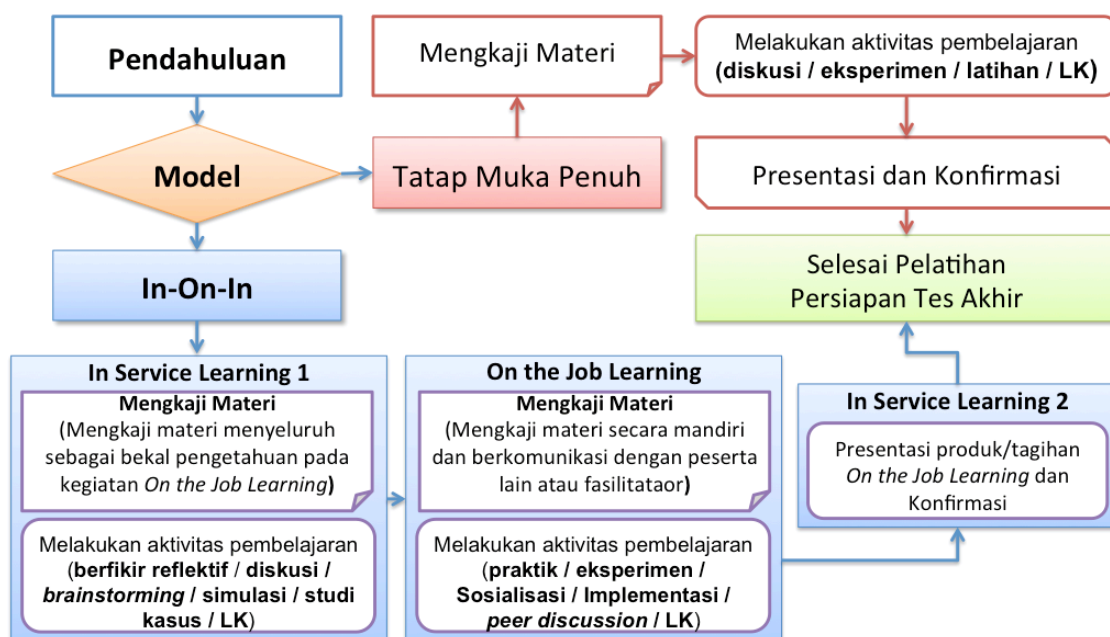 Pendahuluan
Model
Tatap Muka Penuh
Mengkaji Materi
Melakukan aktivitas pembelajaran
(diskusi / eksperimen / latihan / LK)
Presentasi dan Konfirmasi
Selesai Pelatihan
Persiapan Tes Akhir
In-On-In
In Service Learning 1
Mengkaji Materi
(Mengkaji materi menyeluruh
sebagai bekal pengetahuan pada
kegiatan On the Job Learning)
Melakukan aktivitas pembelajaran
(berfikir reflektif / diskusi /
brainstorming / simulasi / studi
kasus / LK)
On the Job Learning
Mengkaji Materi
(Mengkaji materi secara mandiri
dan berkomunikasi dengan peserta
lain atau fasilitataor)
Melakukan aktivitas pembelajaran
(praktik / eksperimen /
Sosialisasi / Implementasi /
peer discussion / LK)
In Service Learning 2
Presentasi produk/tagihan
On the Job Learning dan
Konfirmasi